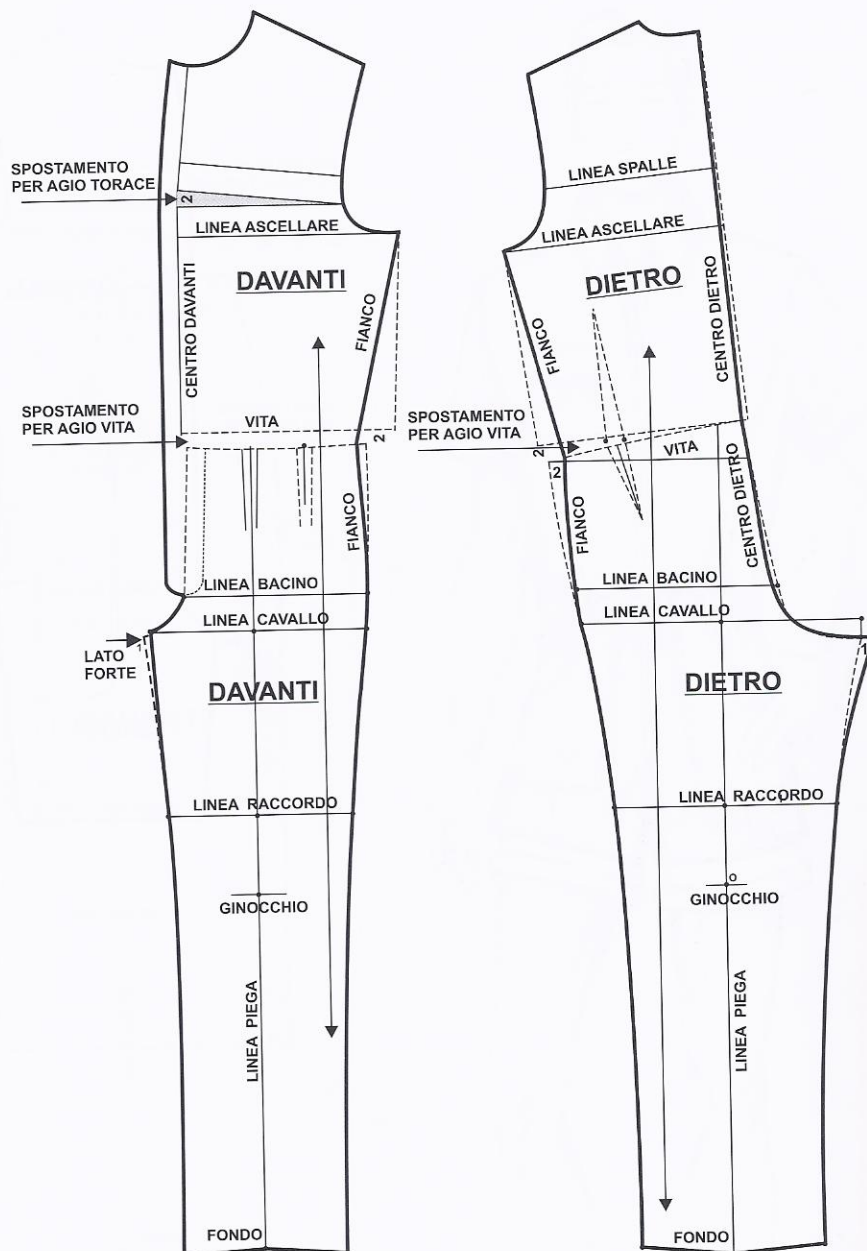 SPOSTAMENTO
PER AGIO TORACE
2
LINEA ASCELLARE
CENTRO DAVANTI
DAVANTI
FIANCO
SPOSTAMENTO
PER AGIO VITA
VITA
2
FIANCO
LINEA BACINO
LINEA CAVALLO
1
LATO
FORTE
DAVANTI
LINEA RACCORDO
GINOCCHIO
LINEA PIEGA
FONDO
LINEA SPALLE
LINEA ASCELLARE
DIETRO
FIANCO
CENTRO DIETRO
SPOSTAMENTO
PER AGIO VITA
2
2
VITA
CENTRO DIETRO
FIANCO
LINEA BACINO
LINEA CAVALLO
1
DIETRO
LINEA RACCORDO
O
GINOCCHIO
LINEA PIEGA
FONDO